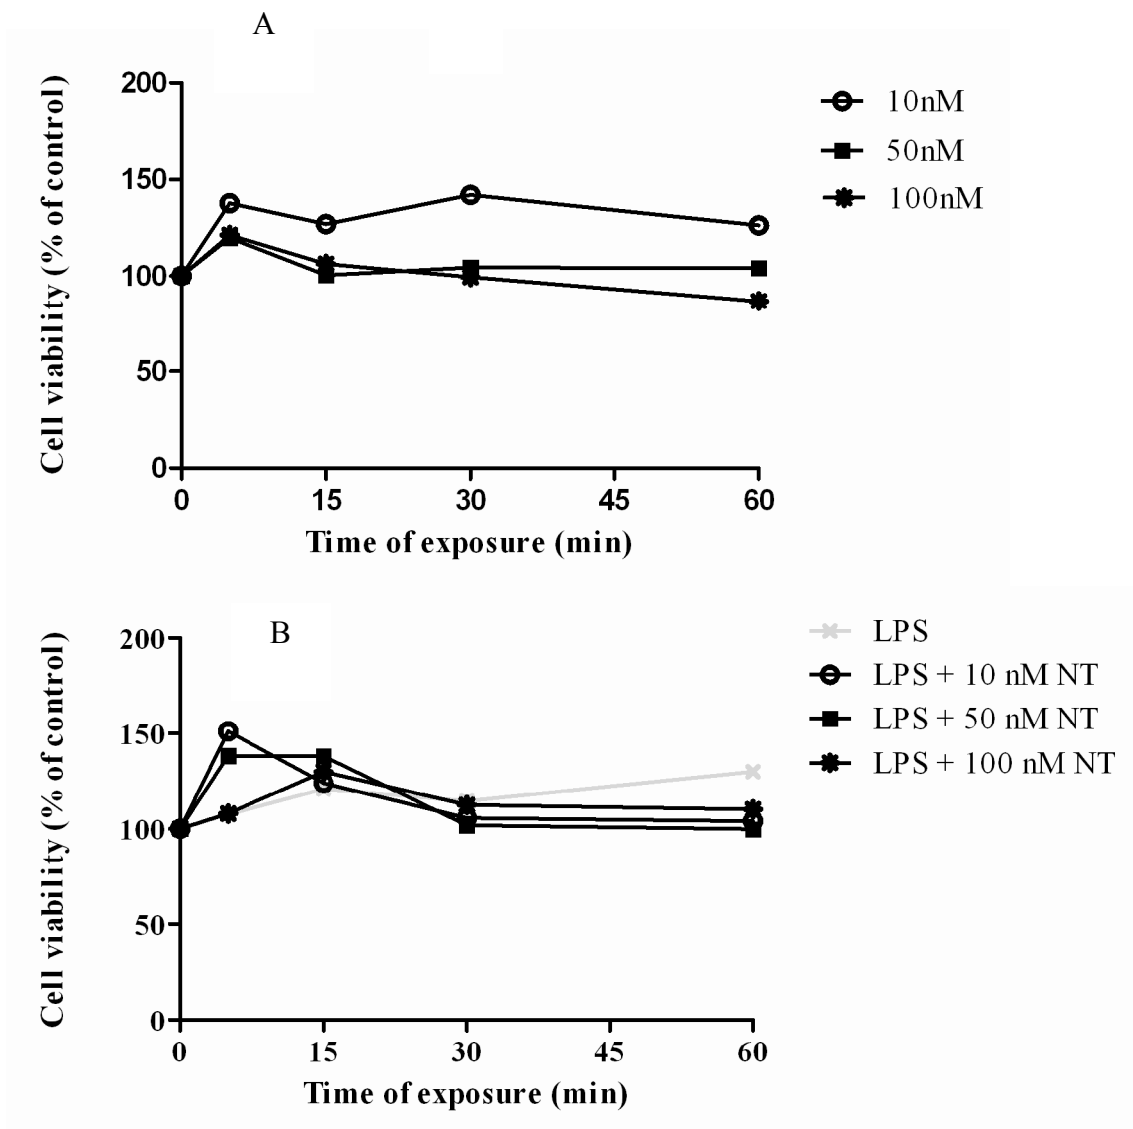 A
Cell viability (% of control)
200
150
100
50
0
0 15 30 45 60
Time of exposure (min)
10nM
50nM
100nM
B
Cell viability (% of control)
200
150
100
50
0
0 15 30 45 60
Time of exposure (min)
LPS
LPS + 10 nM NT
LPS + 50 nM NT
LPS + 100 nM NT